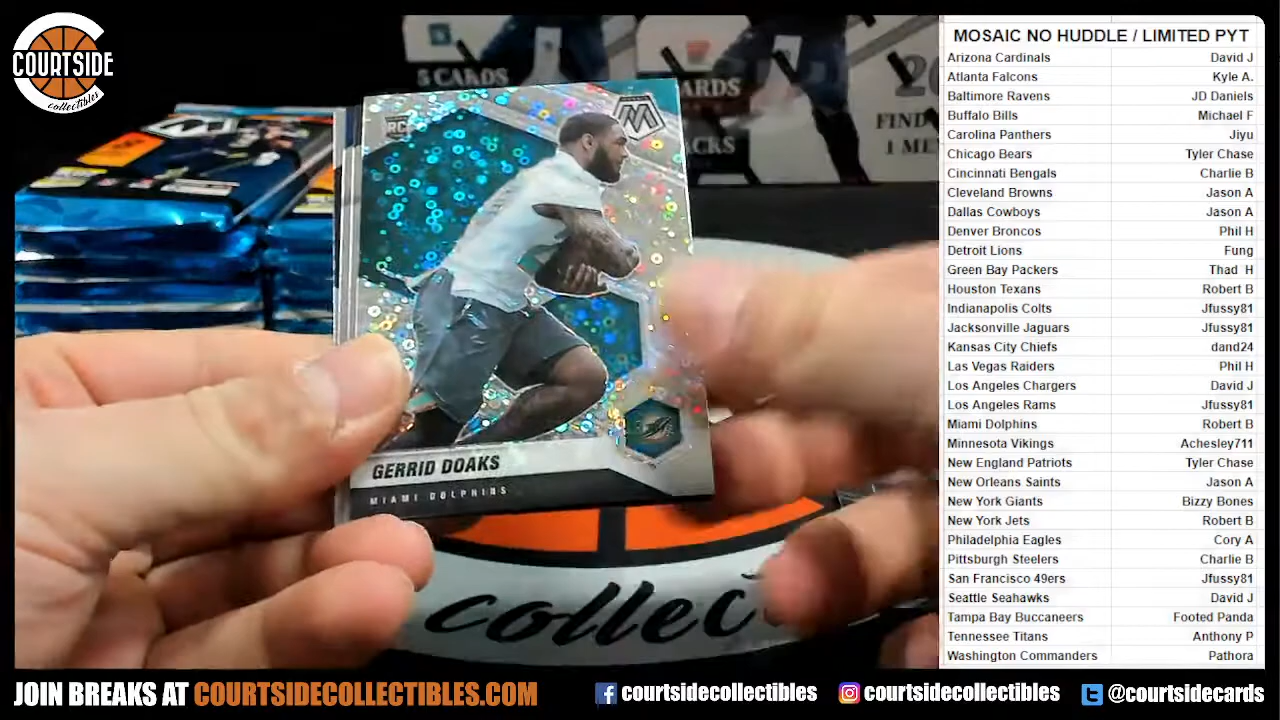 COURTSIDE
collectibles
5 CARDS
CARDS
PACKS
20
FIND
1 ME
RC
M
GERRID DOAKS
MIAMI DOLPHINS
collec
MOSAIC NO HUDDLE / LIMITED PYT
Arizona Cardinals David J
Atlanta Falcons Kyle A.
Baltimore Ravens JD Daniels
Buffalo Bills Michael F
Carolina Panthers Jiyu
Chicago Bears Tyler Chase
Cincinnati Bengals Charlie B
Cleveland Browns Jason A
Dallas Cowboys Jason A
Denver Broncos Phil H
Detroit Lions Fung
Green Bay Packers Thad H
Houston Texans Robert B
Indianapolis Colts Jfussy81
Jacksonville Jaguars Jfussy81
Kansas City Chiefs dand24
Las Vegas Raiders Phil H
Los Angeles Chargers David J
Los Angeles Rams Jfussy81
Miami Dolphins Robert B
Minnesota Vikings Achesley711
New England Patriots Tyler Chase
New Orleans Saints Jason A
New York Giants Bizzy Bones
New York Jets Robert B
Philadelphia Eagles Cory A
Pittsburgh Steelers Charlie B
San Francisco 49ers Jfussy81
Seattle Seahawks David J
Tampa Bay Buccaneers Footed Panda
Tennessee Titans Anthony P
Washington Commanders Pathora
JOIN BREAKS AT COURTSIDECOLLECTIBLES.COM
courtsidecollectibles
courtsidecollectibles
@courtsidecards